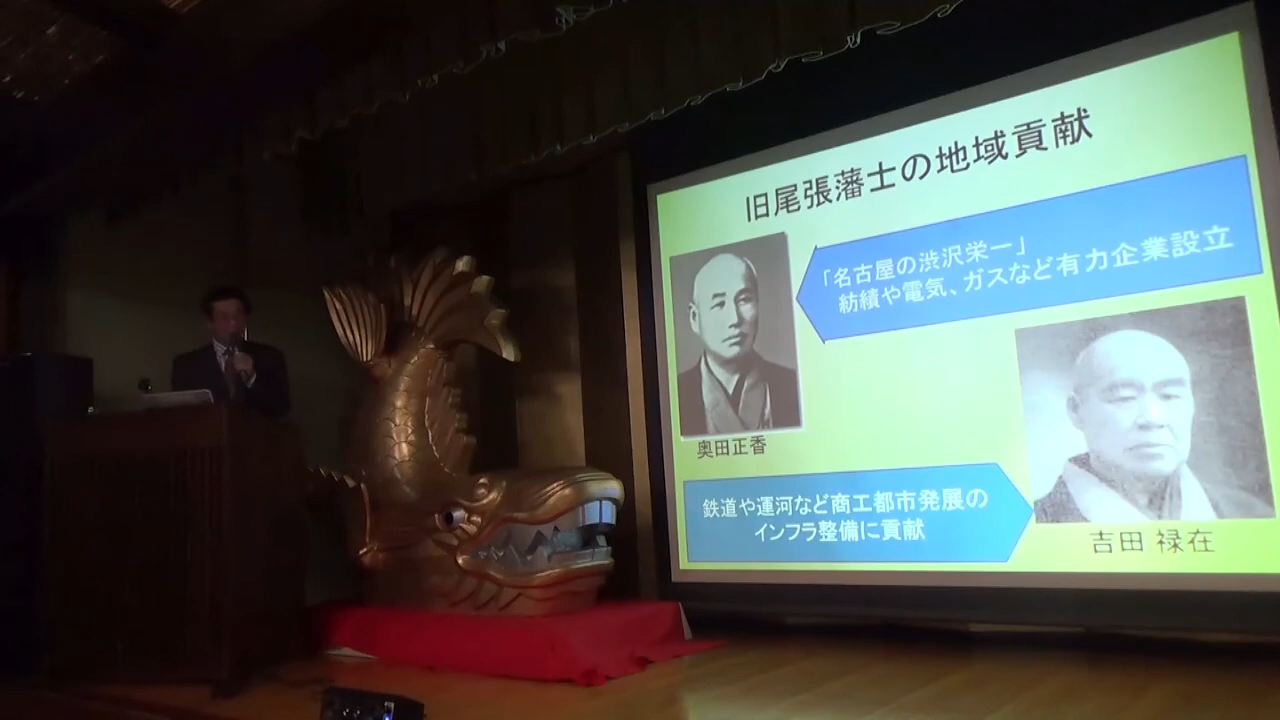 旧尾張藩士の地域貢献
「名古屋の渋沢栄一」
紡績や電気、ガスなど有力企業設立
奥田正香
鉄道や運河など商工都市発展の
インフラ整備に貢献
吉田 禄在